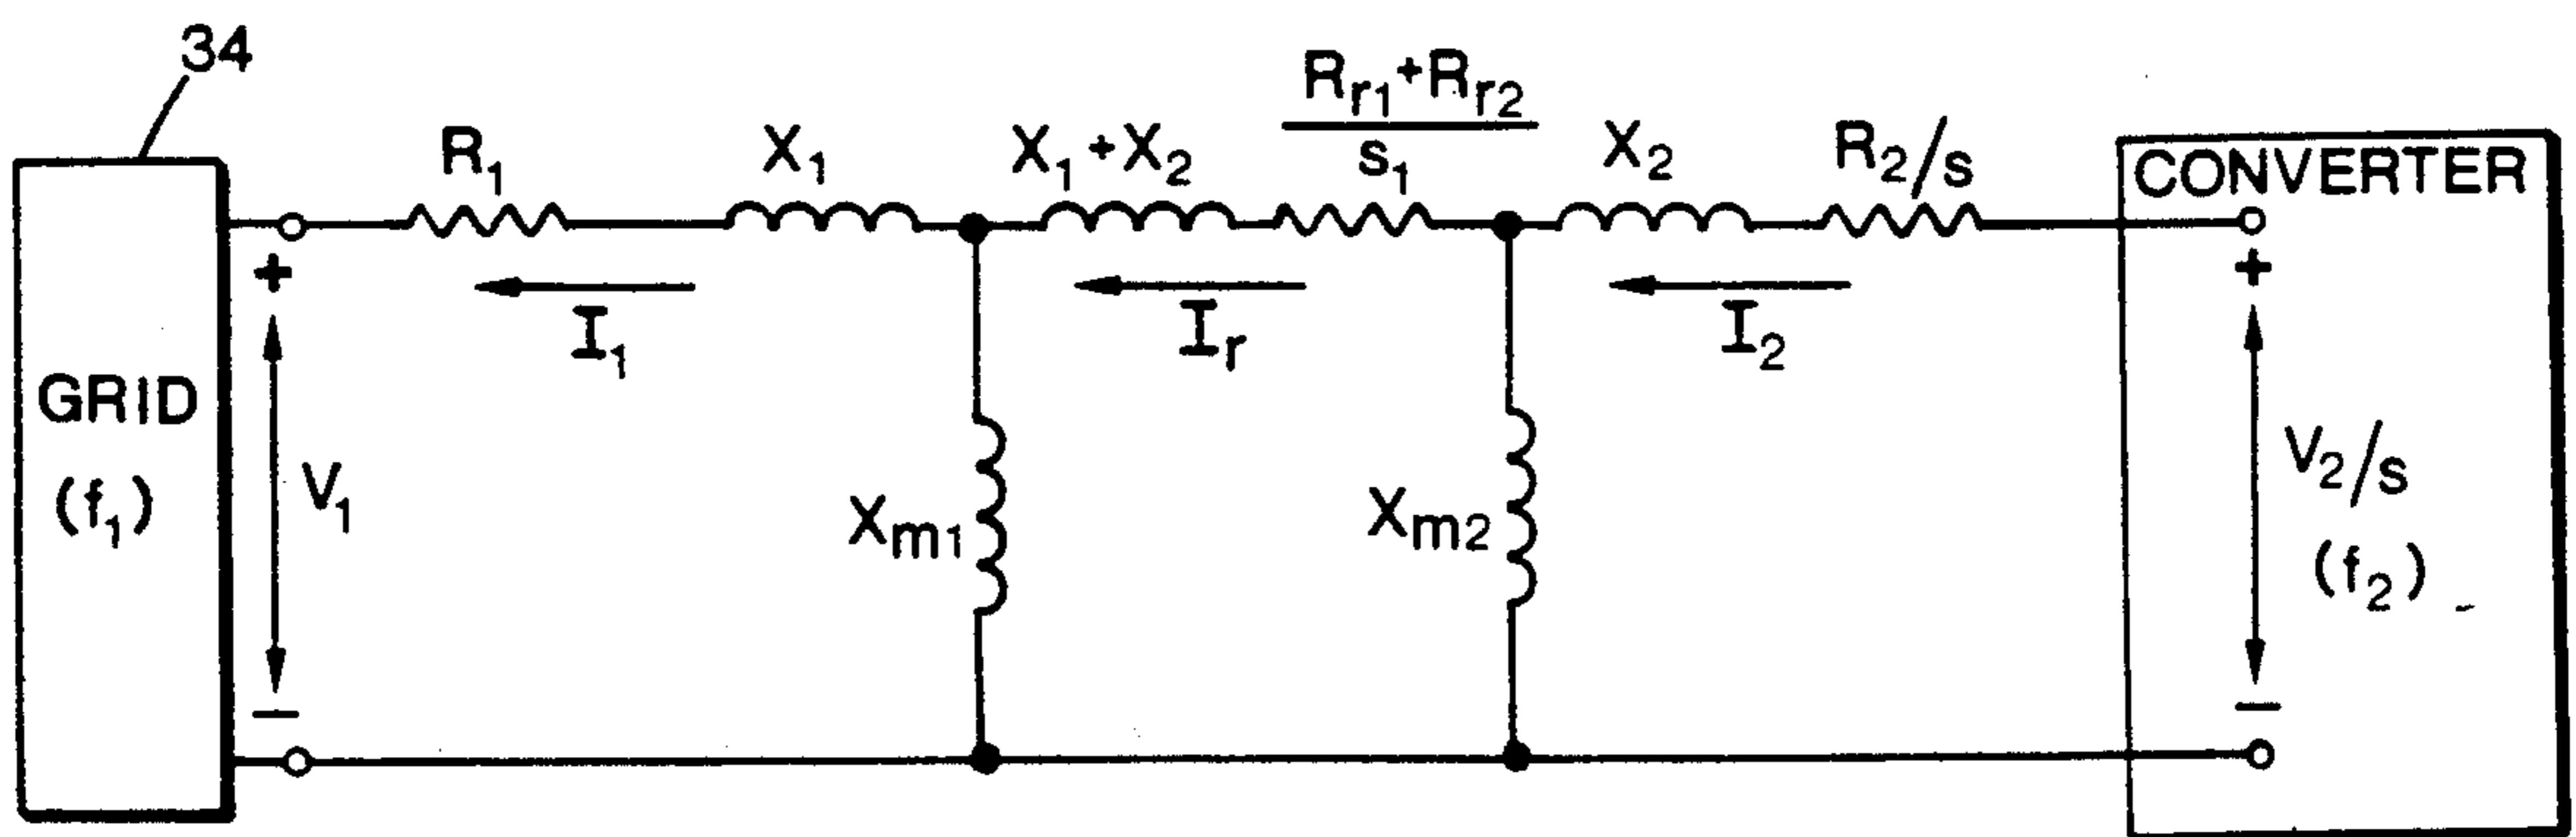 34
R₁
X₁
X₁+X₂
Rr₁+Rr₂
s₁
X₂
R₂/s
CONVERTER
+
+
I₁
Ir
I₂
GRID
(f₁)
V₁
Xm1
Xm2
V₂/s
(f₂)
−
−